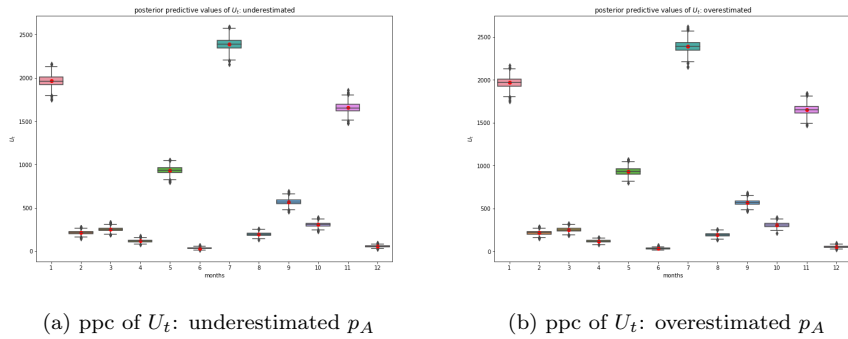 posterior predictive values of U_t: underestimated
2500
2000
1500
1000
500
0
U_t
1 2 3 4 5 6 7 8 9 10 11 12
months
(a) ppc of U_t: underestimated p_A
posterior predictive values of U_t: overestimated
2500
2000
1500
1000
500
0
U_t
1 2 3 4 5 6 7 8 9 10 11 12
months
(b) ppc of U_t: overestimated p_A